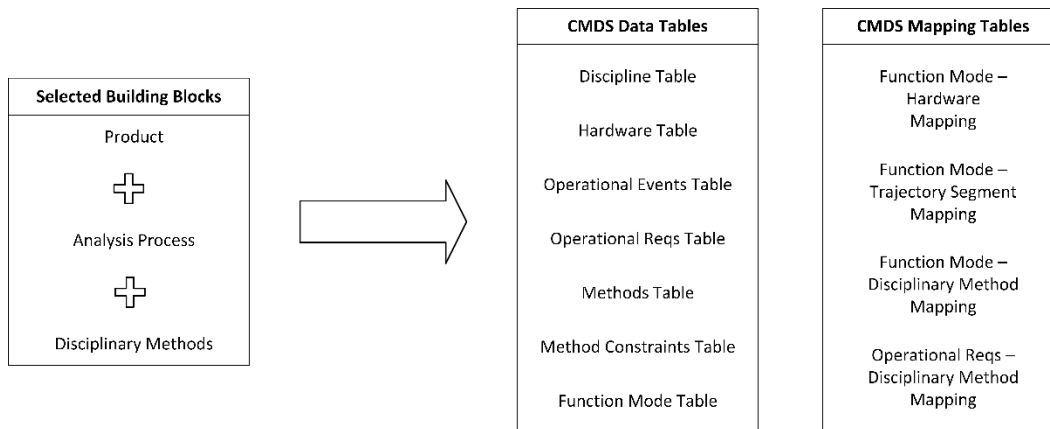 Selected Building Blocks
Product
Analysis Process
Disciplinary Methods
CMDS Data Tables
Discipline Table
Hardware Table
Operational Events Table
Operational Reqs Table
Methods Table
Method Constraints Table
Function Mode Table
CMDS Mapping Tables
Function Mode –
Hardware
Mapping
Function Mode –
Trajectory Segment
Mapping
Function Mode –
Disciplinary Method
Mapping
Operational Reqs –
Disciplinary Method
Mapping